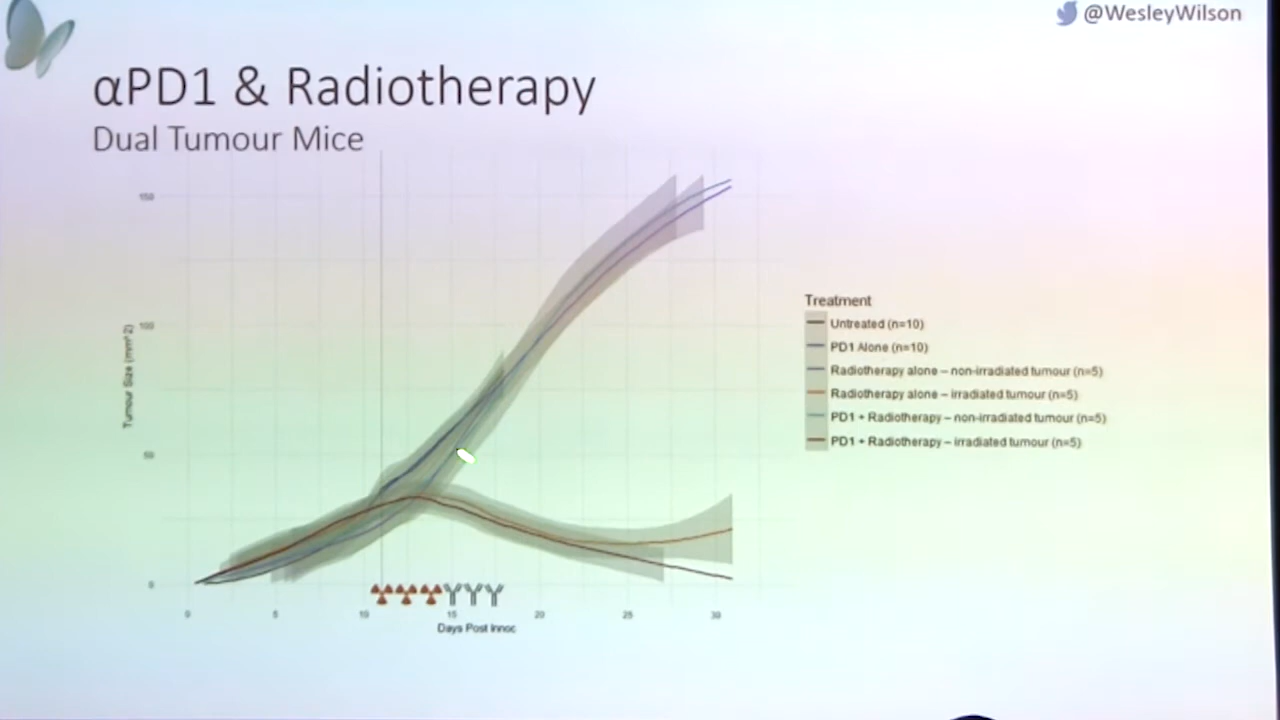 @WesleyWilson
αPD1 & Radiotherapy
Dual Tumour Mice
150
100
50
0
Tumour Size (mm^2)
0 5 10 15 20 25 30
Days Post Innoc
Treatment
Untreated (n=10)
PD1 Alone (n=10)
Radiotherapy alone – non-irradiated tumour (n=5)
Radiotherapy alone – irradiated tumour (n=5)
PD1 + Radiotherapy – non-irradiated tumour (n=5)
PD1 + Radiotherapy – irradiated tumour (n=5)